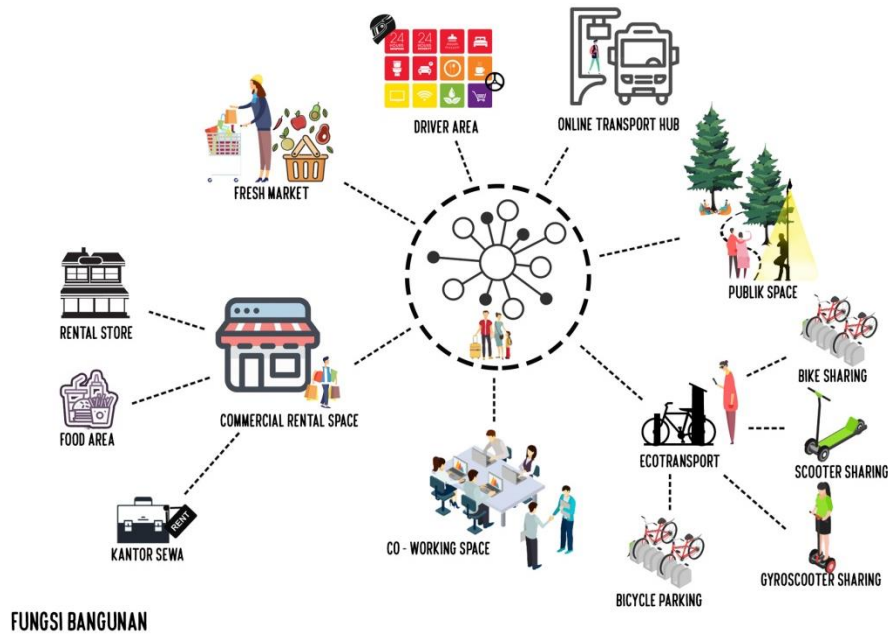 DRIVER AREA
ONLINE TRANSPORT HUB
FRESH MARKET
PUBLIK SPACE
RENTAL STORE
BIKE SHARING
FOOD AREA
COMMERCIAL RENTAL SPACE
ECOTRANSPORT
SCOOTER SHARING
RENT
KANTOR SEWA
CO - WORKING SPACE
GYROSCOOTER SHARING
BICYCLE PARKING
FUNGSI BANGUNAN